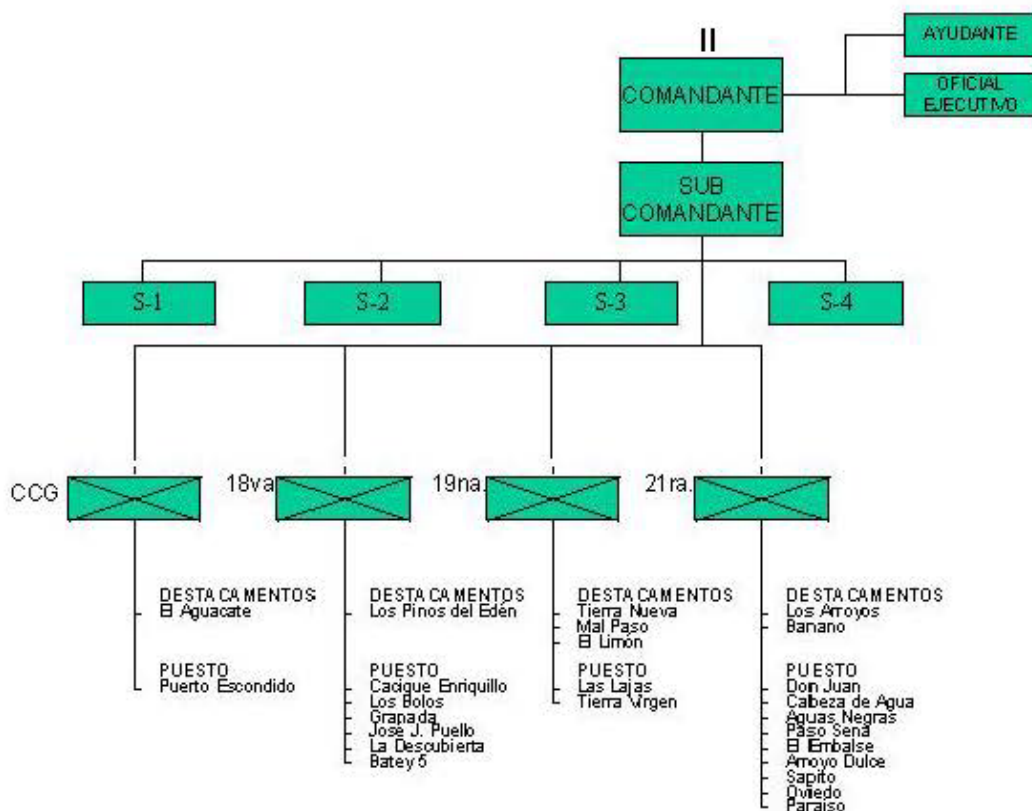 II
AYUDANTE
COMANDANTE
OFICIAL
EJECUTIVO
SUB
COMANDANTE
S-1
S-2
S-3
S-4
CCG
18va
19na.
21ra.
DESTACAMENTOS
El Aguacate
PUESTO
Puerto Escondido
DESTACAMENTOS
Los Pinos del Edén
PUESTO
Cacique Enriquillo
Los Bolos
Granada
José J. Puello
La Descubierta
Batey 5
DESTACAMENTOS
Tierra Nueva
Mal Paso
El Limón
PUESTO
Las Lajas
Tierra Virgen
DESTACAMENTOS
Los Arroyos
Banano
PUESTO
Don Juan
Cabeza de Agua
Aguas Negras
Paso Sena
El Embalse
Arroyo Dulce
Sapito
Oviedo
Paraiso